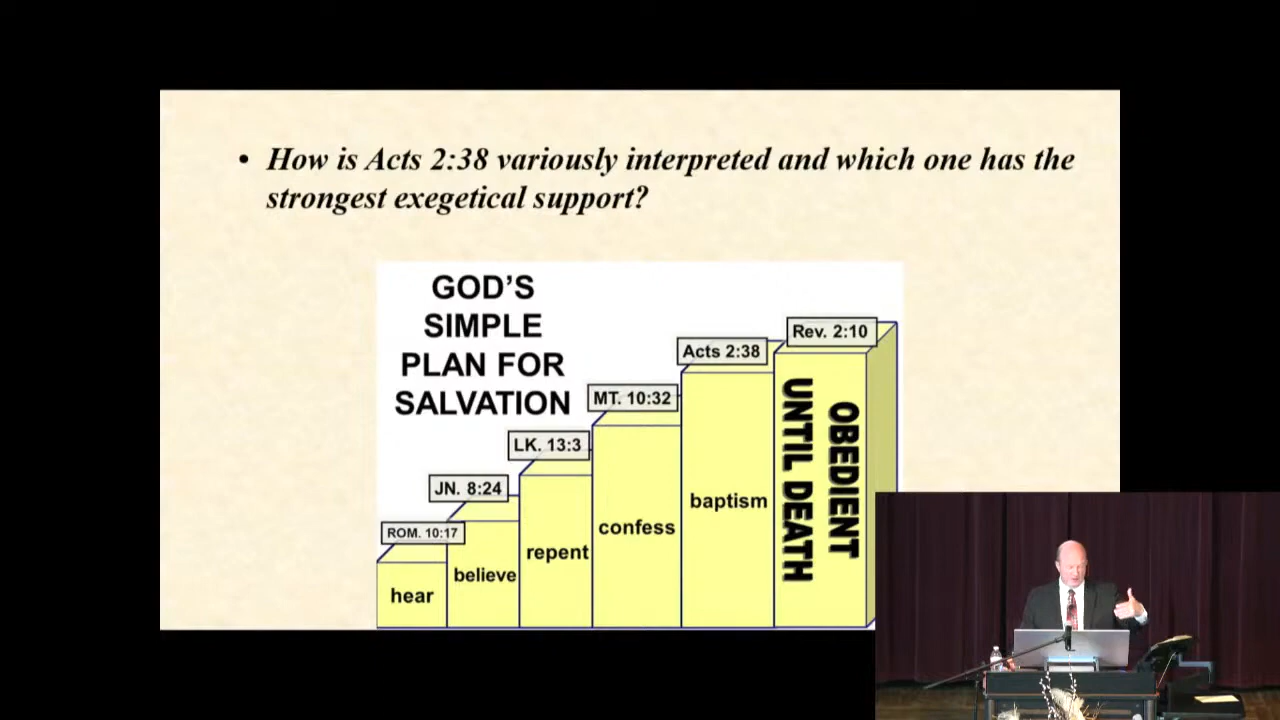 • How is Acts 2:38 variously interpreted and which one has the
strongest exegetical support?
GOD'S
SIMPLE
PLAN FOR
SALVATION
ROM. 10:17
hear
JN. 8:24
believe
LK. 13:3
repent
MT. 10:32
confess
Acts 2:38
baptism
Rev. 2:10
OBEDIENT
UNTIL DEATH